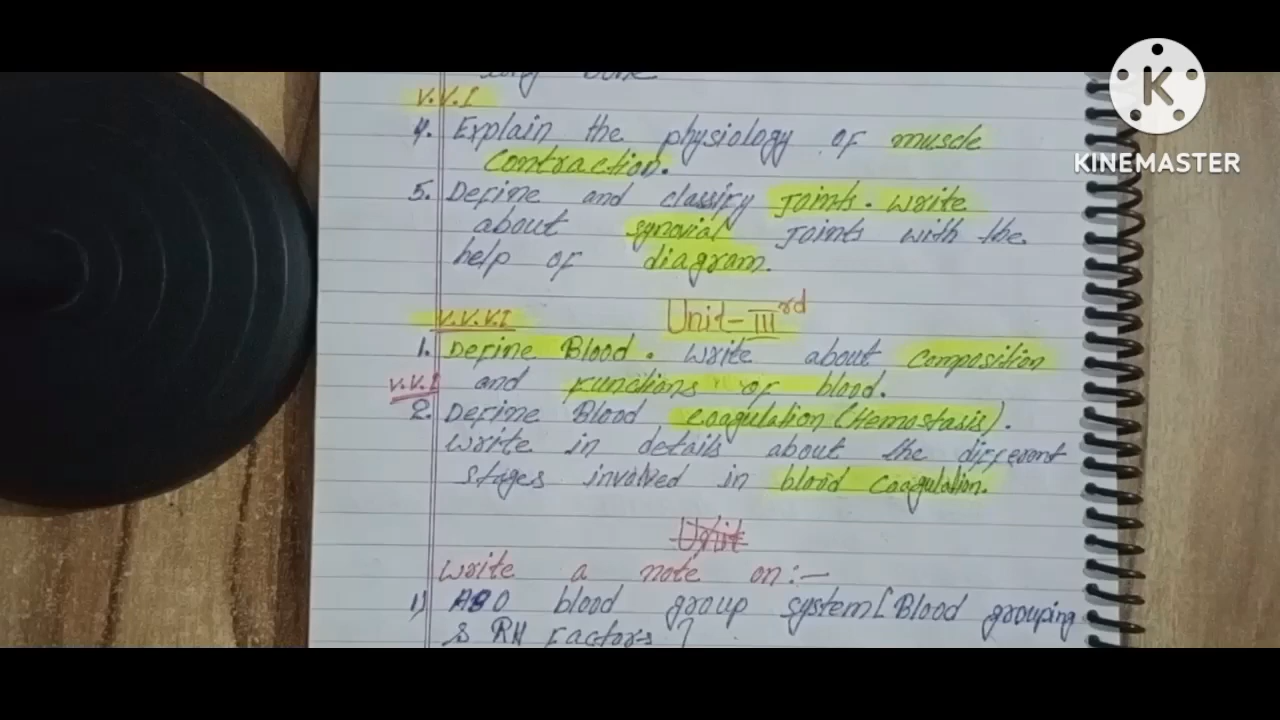 long bone
V.V.I
4. Explain the physiology of muscle
contraction.
5. Define and classify Joints. Write
about synovial Joints with the
help of diagram.
Unit-III rd
V.V.V.I
1. Define Blood. Write about composition
V.V.I and functions of blood.
2. Define Blood coagulation (Hemostasis).
Write in details about the different
stages involved in blood coagulation.
Unit
Write a note on:-
1) ABO blood group system [Blood grouping
& RH Factors]
K
KINEMASTER